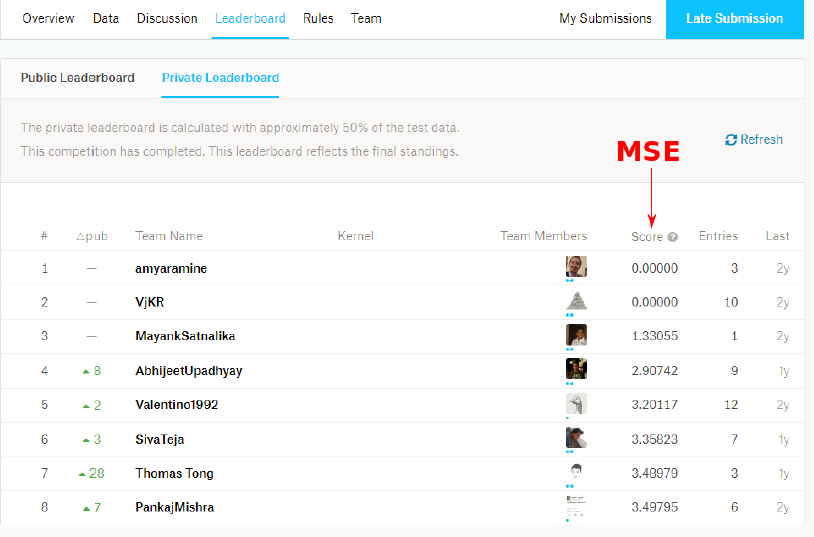 Overview Data Discussion Leaderboard Rules Team My Submissions Late Submission
Public Leaderboard Private Leaderboard
The private leaderboard is calculated with approximately 50% of the test data.
This competition has completed. This leaderboard reflects the final standings.
Refresh
MSE
# △pub Team Name Kernel Team Members Score ? Entries Last
1 — amyaramine 0.00000 3 2y
2 — VjKR 0.00000 10 2y
3 — MayankSatnalika 1.33055 1 2y
4 8 AbhijeetUpadhyay 2.90742 9 1y
5 2 Valentino1992 3.20117 12 2y
6 3 SivaTeja 3.35823 7 1y
7 28 Thomas Tong 3.48979 3 1y
8 7 PankajMishra 3.49795 6 2y